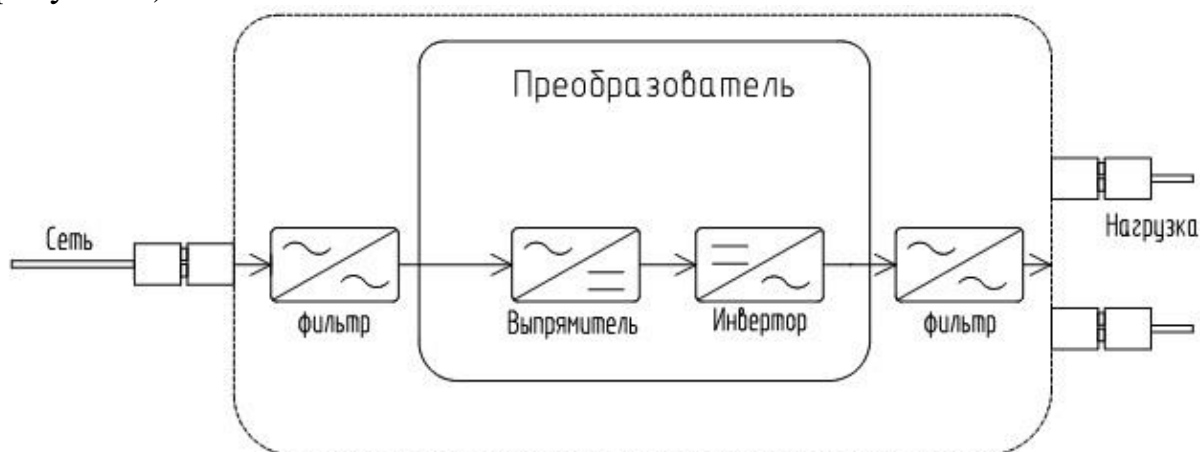 Преобразователь
Сеть
Нагрузка
фильтр
Выпрямитель
Инвертор
фильтр